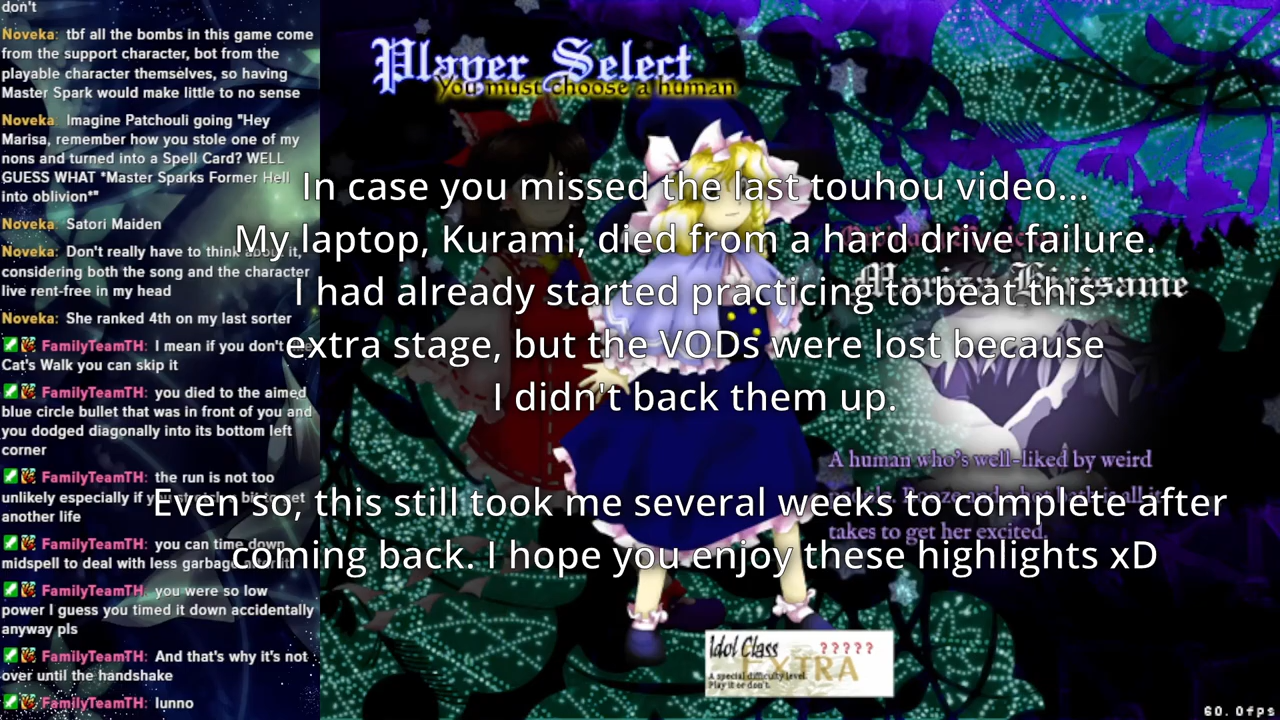 don't
Noveka: tbf all the bombs in this game come
from the support character, bot from the
playable character themselves, so having
Master Spark would make little to no sense
Noveka: Imagine Patchouli going "Hey
Marisa, remember how you stole one of my
nons and turned into a Spell Card? WELL
GUESS WHAT *Master Sparks Former Hell
into oblivion*"
Noveka: Satori Maiden
Noveka: Don't really have to think about it,
considering both the song and the character
live rent-free in my head
Noveka: She ranked 4th on my last sorter
FamilyTeamTH: I mean if you don't
Cat's Walk you can skip it
FamilyTeamTH: you died to the aimed
blue circle bullet that was in front of you and
you dodged diagonally into its bottom left
corner
FamilyTeamTH: the run is not too
unlikely especially if you get
another life
FamilyTeamTH: you can time down
midspell to deal with less garbage
FamilyTeamTH: you were so low
power I guess you timed it down accidentally
anyway pls
FamilyTeamTH: And that's why it's not
over until the handshake
FamilyTeamTH: lunno
Player Select
You must choose a human
In case you missed the last touhou video...
My laptop, Kurami, died from a hard drive failure.
I had already started practicing to beat this
extra stage, but the VODs were lost because
I didn't back them up.
Even so, this still took me several weeks to complete after
coming back. I hope you enjoy these highlights xD
Marisa Kirisame
A human who's well-liked by weird
takes to get her excited.
Idol Class ?????
EXTRA
A special difficulty level.
Play it or don't.
60.0fps